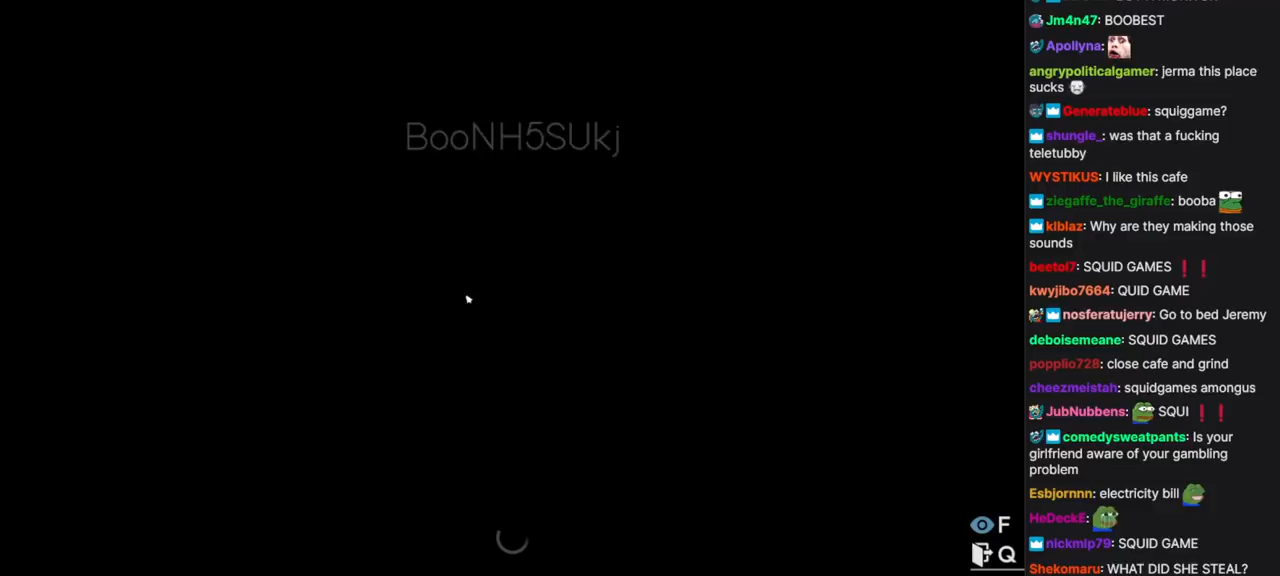 BooNH5SUkj
F
Q
Jm4n47: BOOBEST
Apollyna:
angrypoliticalgamer: jerma this place
sucks
Generateblue: squiggame?
shungle_: was that a fucking
teletubby
WYSTIKUS: I like this cafe
ziegaffe_the_giraffe: booba
klblaz: Why are they making those
sounds
beetoi7: SQUID GAMES ❗ ❗
kwyjibo7664: QUID GAME
nosferatujerry: Go to bed Jeremy
deboisemeane: SQUID GAMES
popplio728: close cafe and grind
cheezmeistah: squidgames amongus
JubNubbens: SQUI ❗ ❗
comedysweatpants: Is your
girlfriend aware of your gambling
problem
Esbjornnn: electricity bill
HeDeckE:
nickmlp79: SQUID GAME
Shekomaru: WHAT DID SHE STEAL?